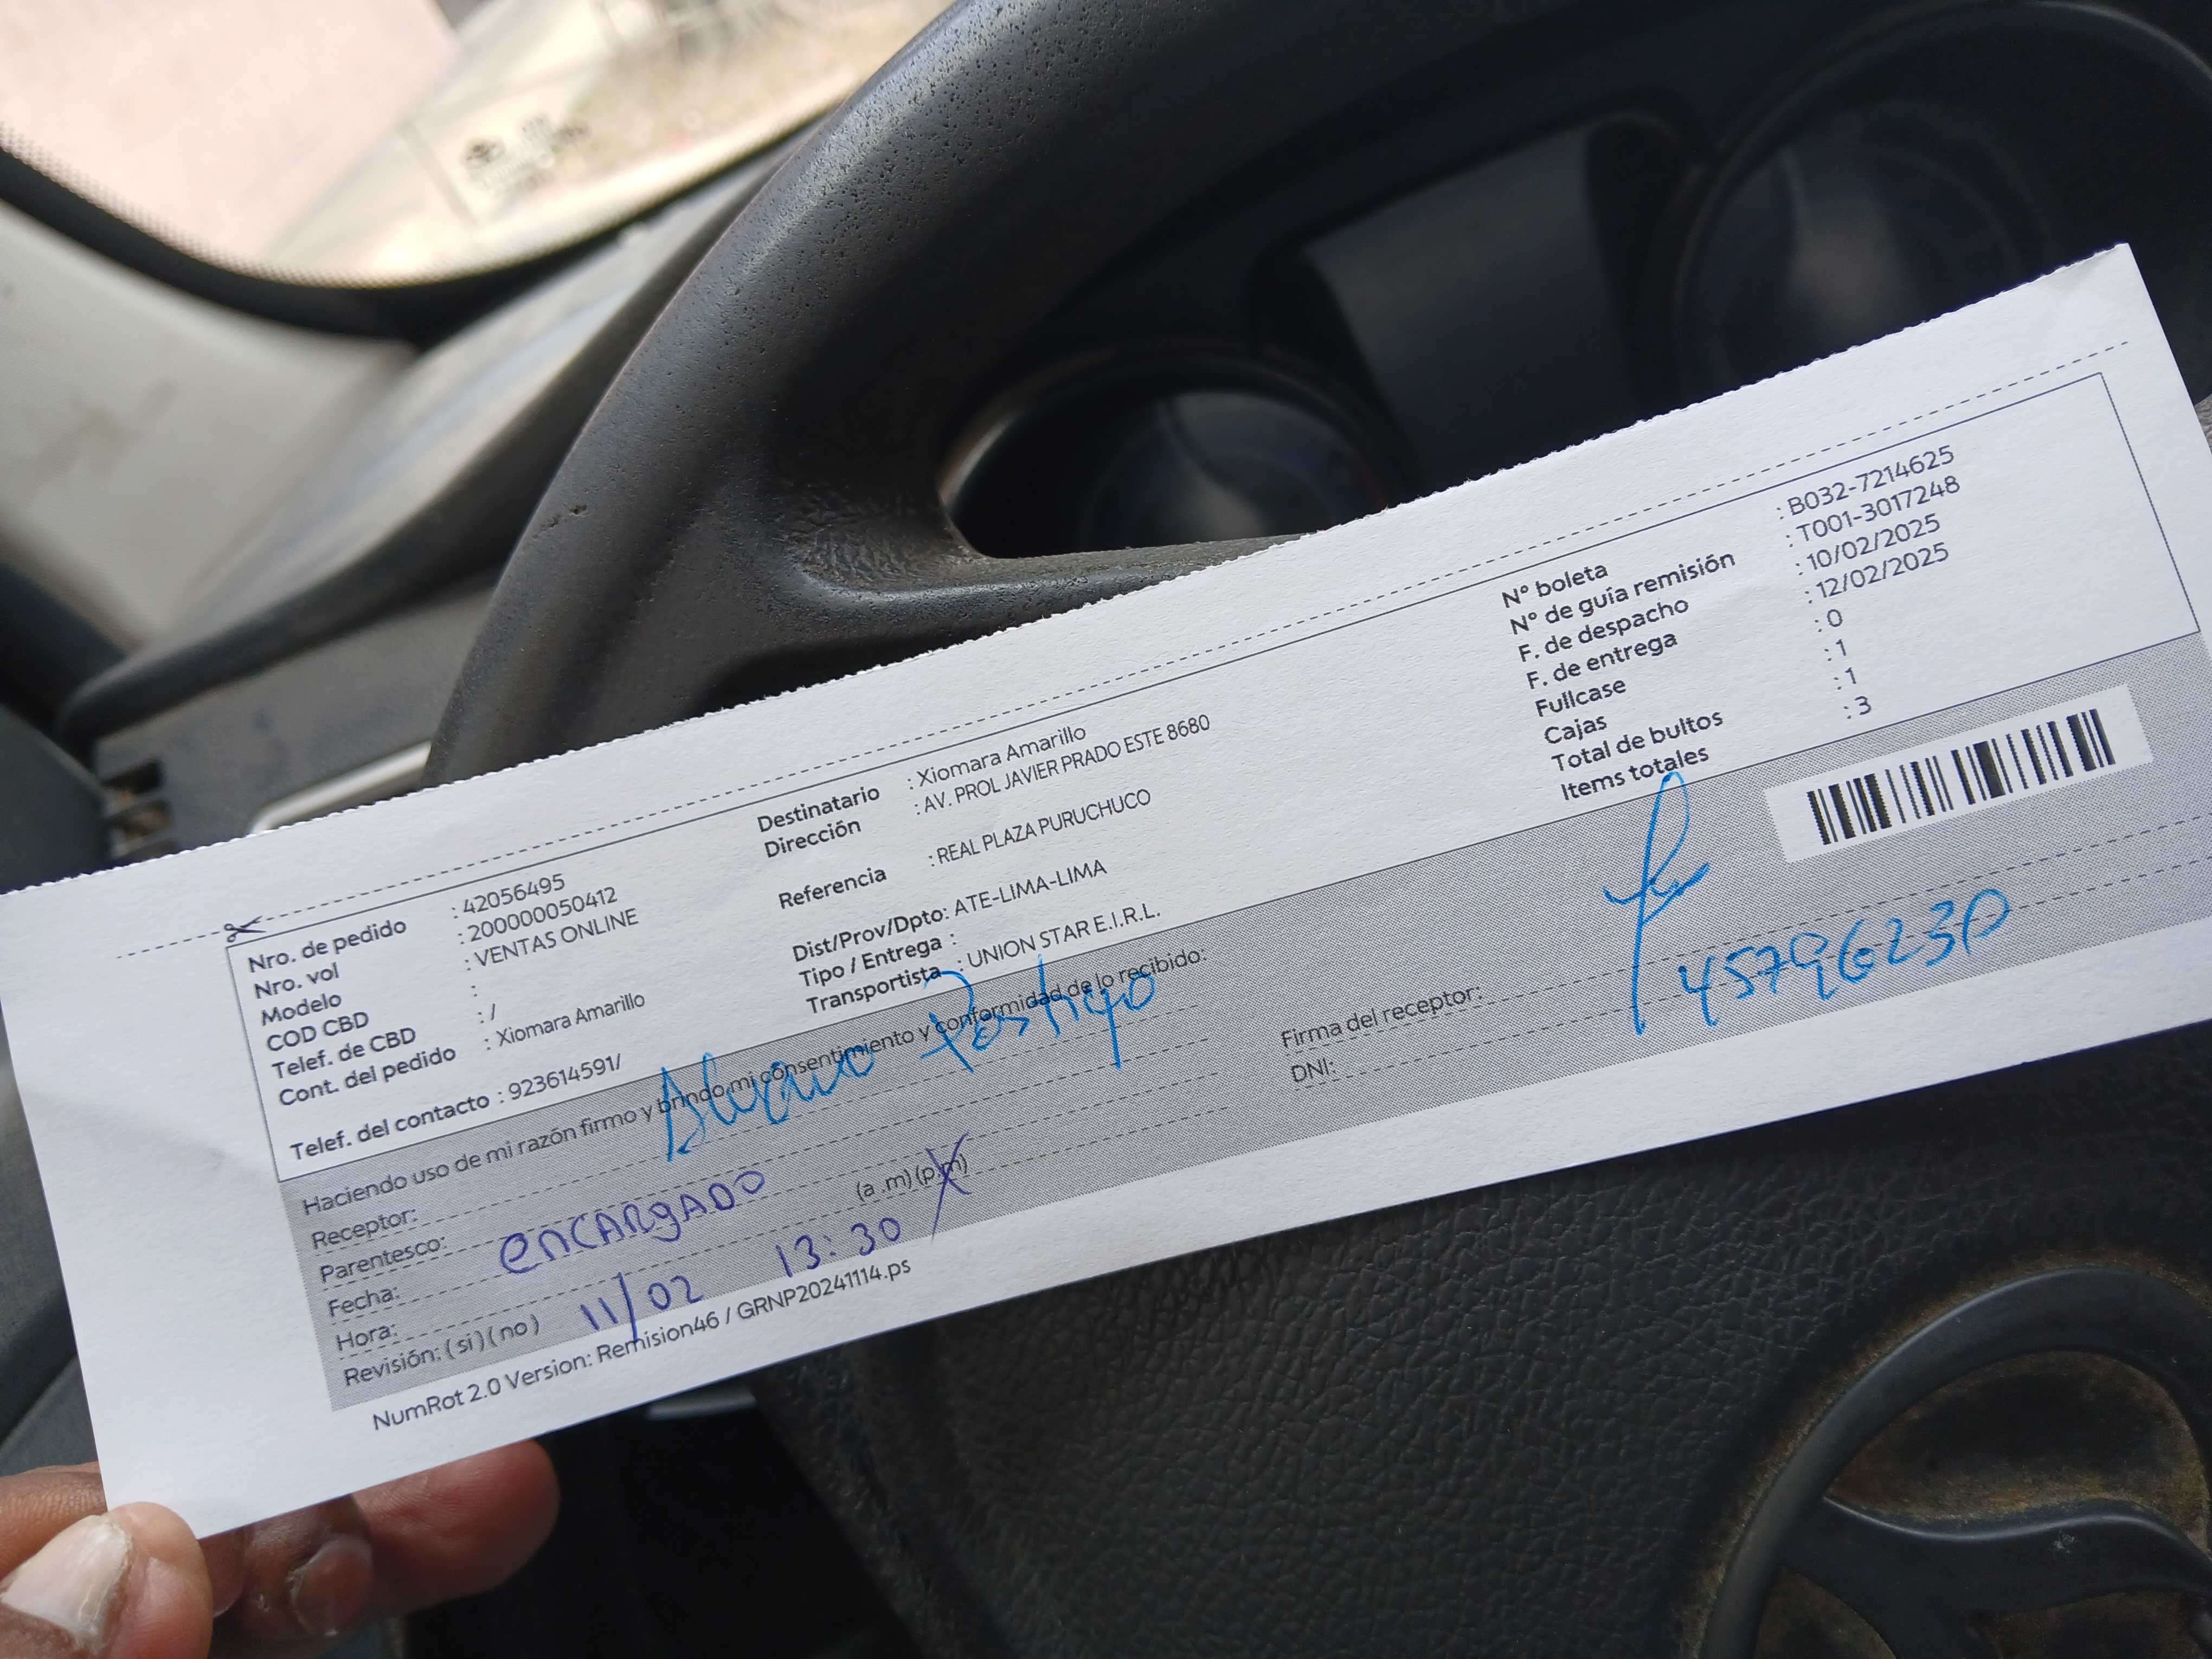 Nro. de pedido : 42056495
Nro. vol : 200000050412
Modelo : VENTAS ONLINE
COD CBD :
Telef. de CBD : /
Cont. del pedido : Xiomara Amarillo
Telef. del contacto : 923614591/
Destinatario : Xiomara Amarillo
Dirección : AV. PROL JAVIER PRADO ESTE 8680
Referencia : REAL PLAZA PURUCHUCO
Dist/Prov/Dpto: ATE-LIMA-LIMA
Tipo / Entrega :
Transportista : UNION STAR E.I.R.L.
N° boleta : B032-7214625
N° de guía remisión : T001-3017248
F. de despacho : 10/02/2025
F. de entrega : 12/02/2025
Fullcase : 0
Cajas : 1
Total de bultos : 1
Items totales : 3
Haciendo uso de mi razón firmo y brindo mi consentimiento y conformidad de lo recibido:
Receptor: Postigo
Parentesco: encargado
Fecha: 11/02
Hora: 13:30 (a .m) (p.m)
Revisión: ( si ) ( no )
Firma del receptor:
DNI:
NumRot 2.0 Version: Remision46 / GRNP20241114.ps